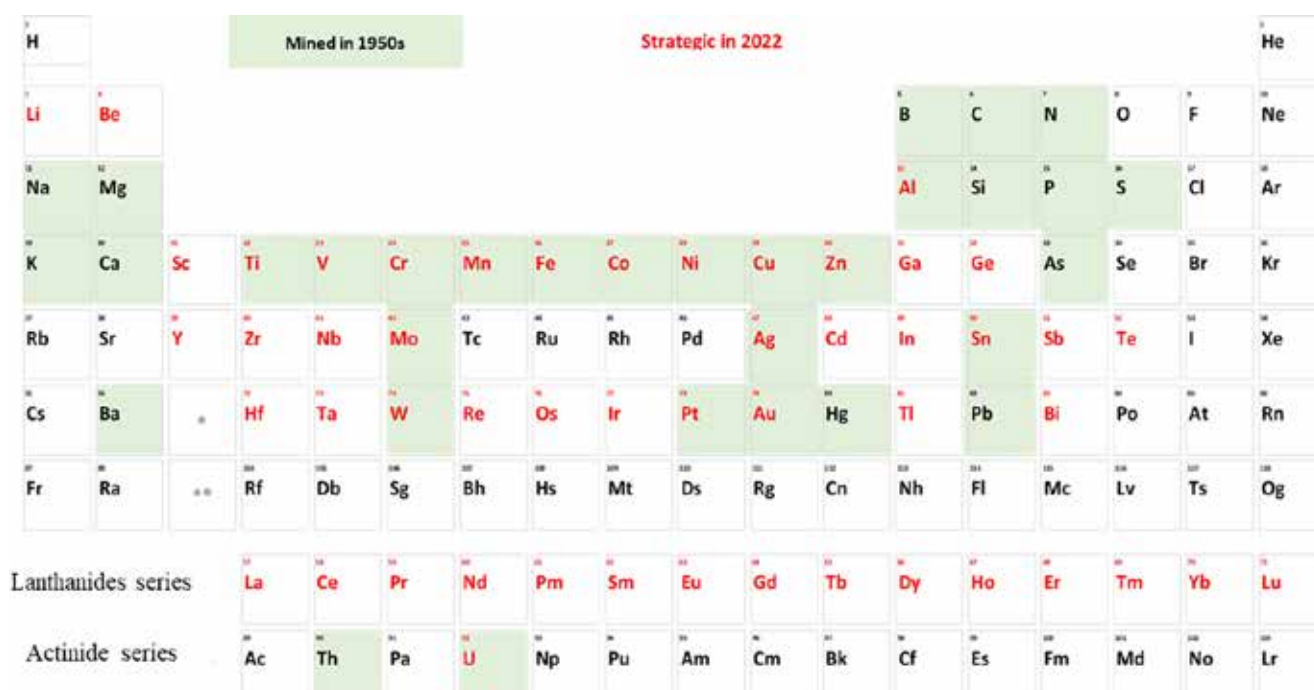 H Mined in 1950s Strategic in 2022 He
Li Be B C N O F Ne
Na Mg Al Si P S Cl Ar
K Ca Sc Ti V Cr Mn Fe Co Ni Cu Zn Ga Ge As Se Br Kr
Rb Sr Y Zr Nb Mo Tc Ru Rh Pd Ag Cd In Sn Sb Te I Xe
Cs Ba * Hf Ta W Re Os Ir Pt Au Hg Tl Pb Bi Po At Rn
Fr Ra ** Rf Db Sg Bh Hs Mt Ds Rg Cn Nh Fl Mc Lv Ts Og
Lanthanides series La Ce Pr Nd Pm Sm Eu Gd Tb Dy Ho Er Tm Yb Lu
Actinide series Ac Th Pa U Np Pu Am Cm Bk Cf Es Fm Md No Lr